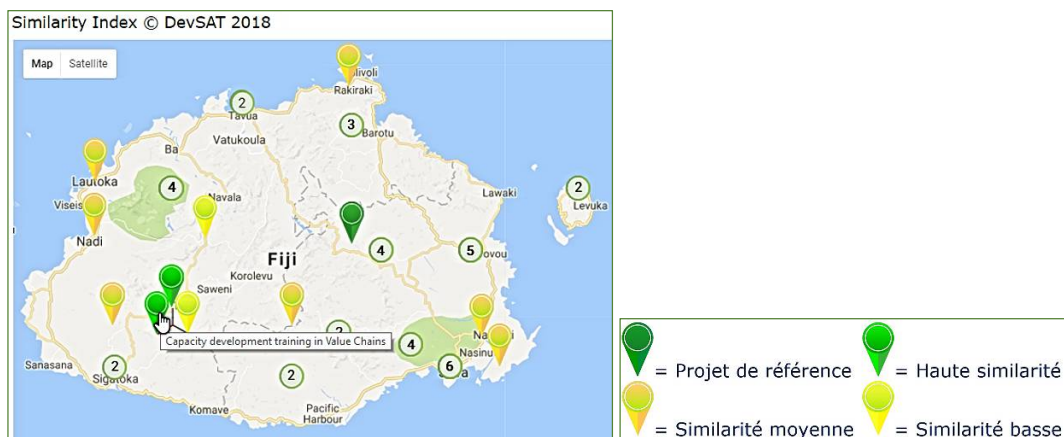 Similarity Index © DevSAT 2018
Map Satellite
Rakiraki
2
Tavua
3
Barotu
Vatukoula
Ba
Lautoka
4
Lawaki
2
Levuka
Navala
Nadi
Fiji
4
5
Korolevu
Saweni
Capacity development training in Value Chains
4
Nasinu
6
Sanasana
2
Sigatoka
2
Komave
Pacific
Harbour
= Projet de référence
= Haute similarité
= Similarité moyenne
= Similarité basse